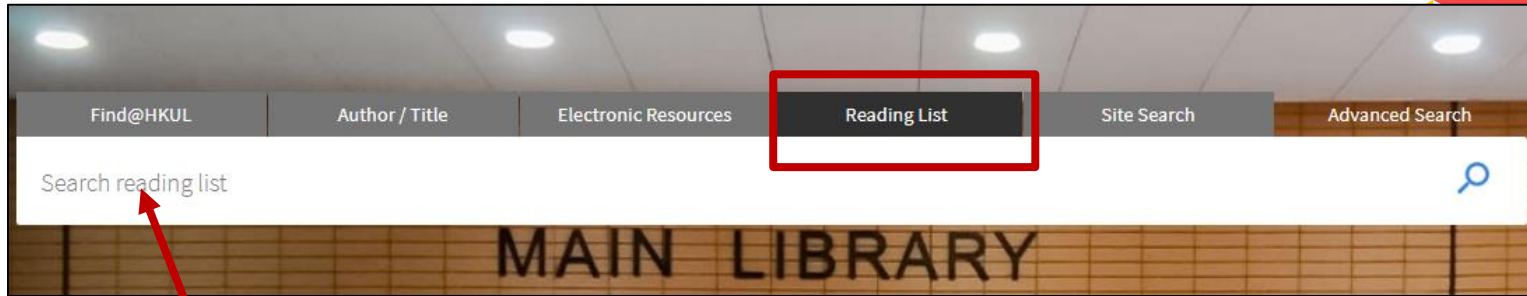 Find@HKUL Author / Title Electronic Resources Reading List Site Search Advanced Search
Search reading list
MAIN LIBRARY